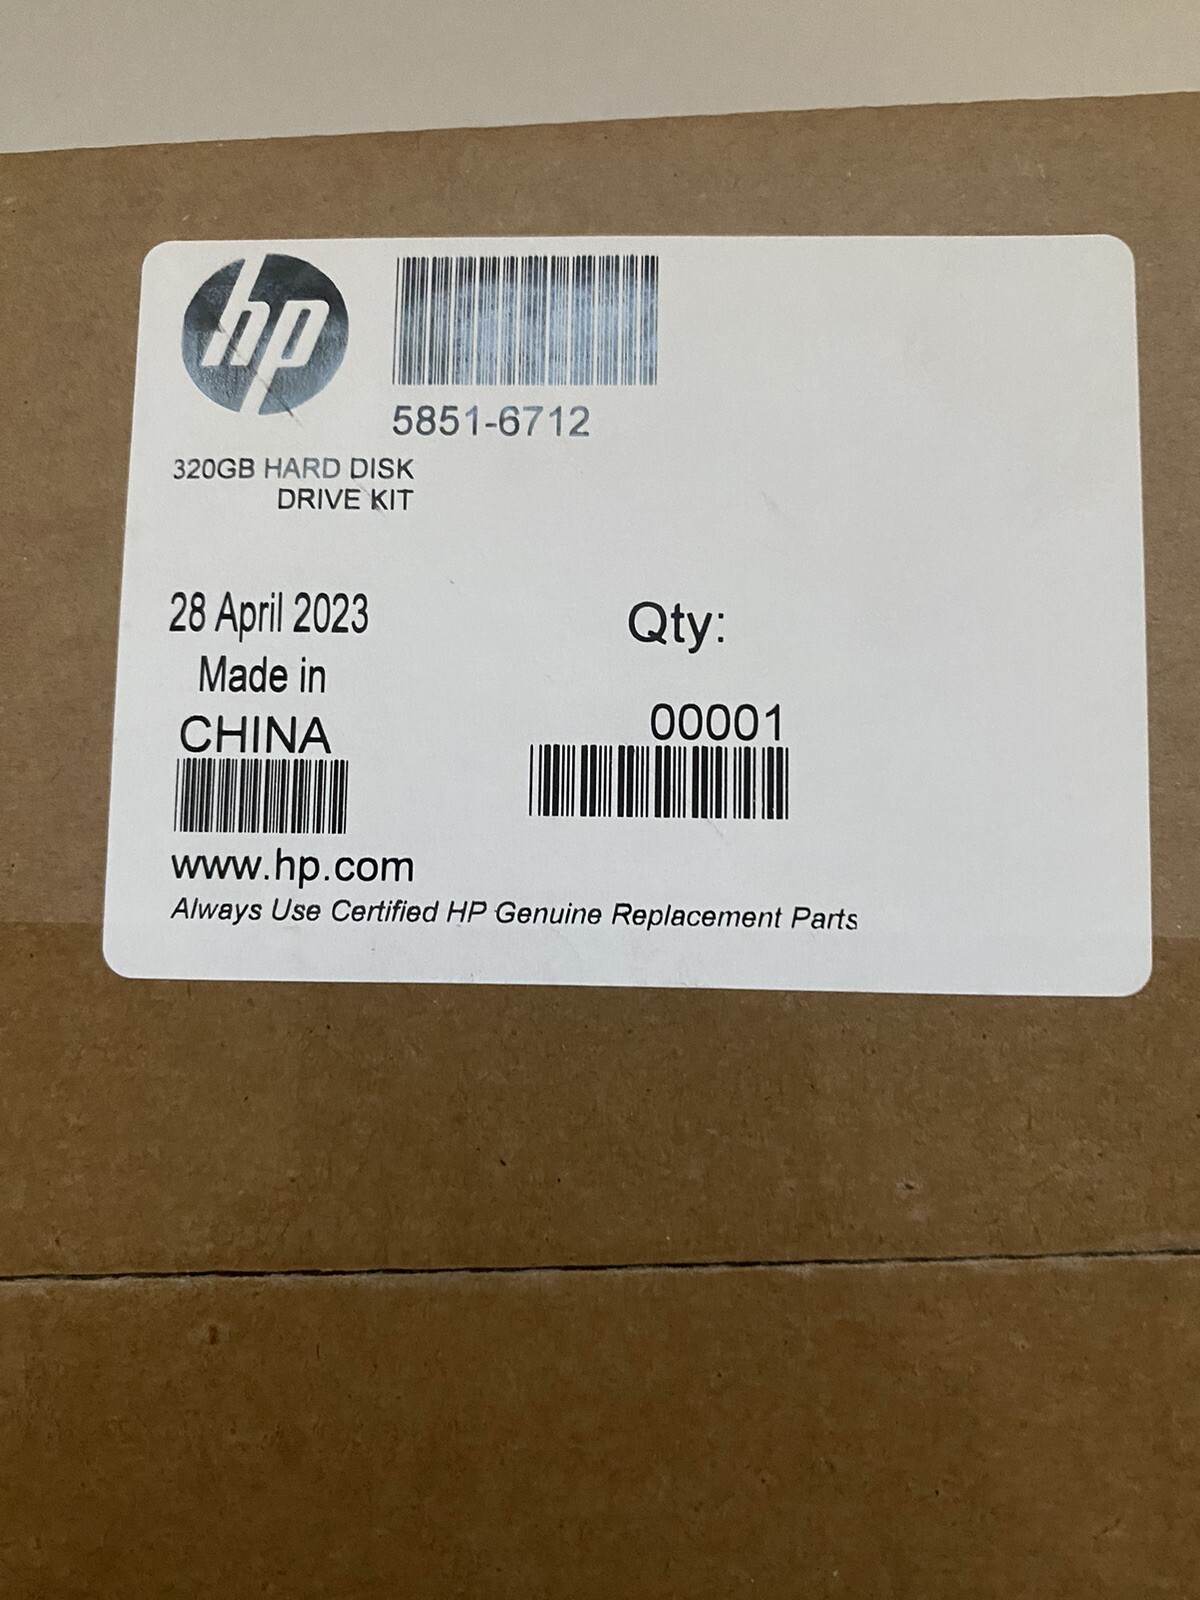 hp
5851-6712
320GB HARD DISK
DRIVE KIT
28 April 2023
Qty:
Made in
CHINA
00001
www.hp.com
Always Use Certified HP Genuine Replacement Parts